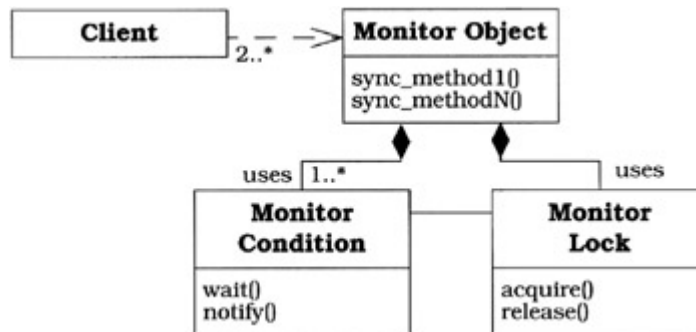 Client
2..*
Monitor Object
sync_method1()
sync_methodN()
uses
1..*
uses
Monitor
Condition
wait()
notify()
Monitor
Lock
acquire()
release()